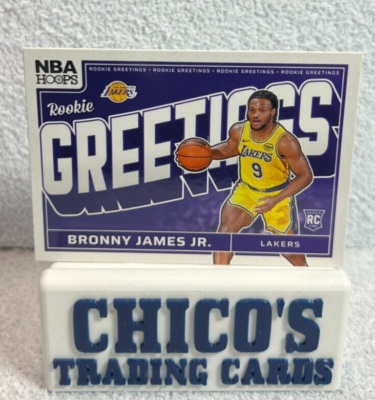 NBA
HOOPS
ROOKIE GREETINGS • ROOKIE GREETINGS • ROOKIE GREETINGS • ROOKIE GREETINGS
Rookie
LAKERS
GREETINGS
LAKERS
9
RC
BRONNY JAMES JR.
LAKERS
CHICO'S
TRADING CARDS